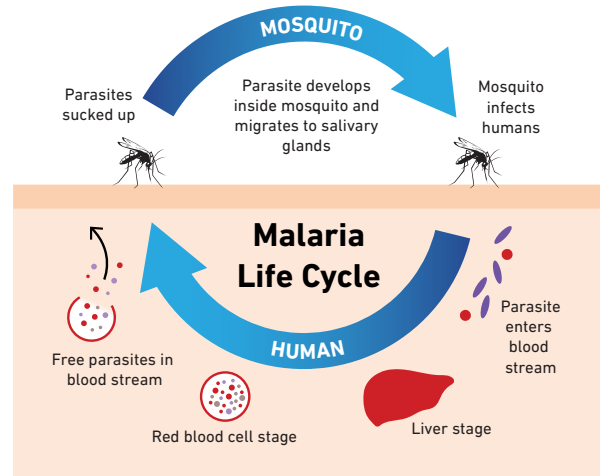 MOSQUITO
Parasites
sucked up
Parasite develops
inside mosquito and
migrates to salivary
glands
Mosquito
infects
humans
Malaria
Life Cycle
HUMAN
Parasite
enters
blood
stream
Liver stage
Red blood cell stage
Free parasites in
blood stream